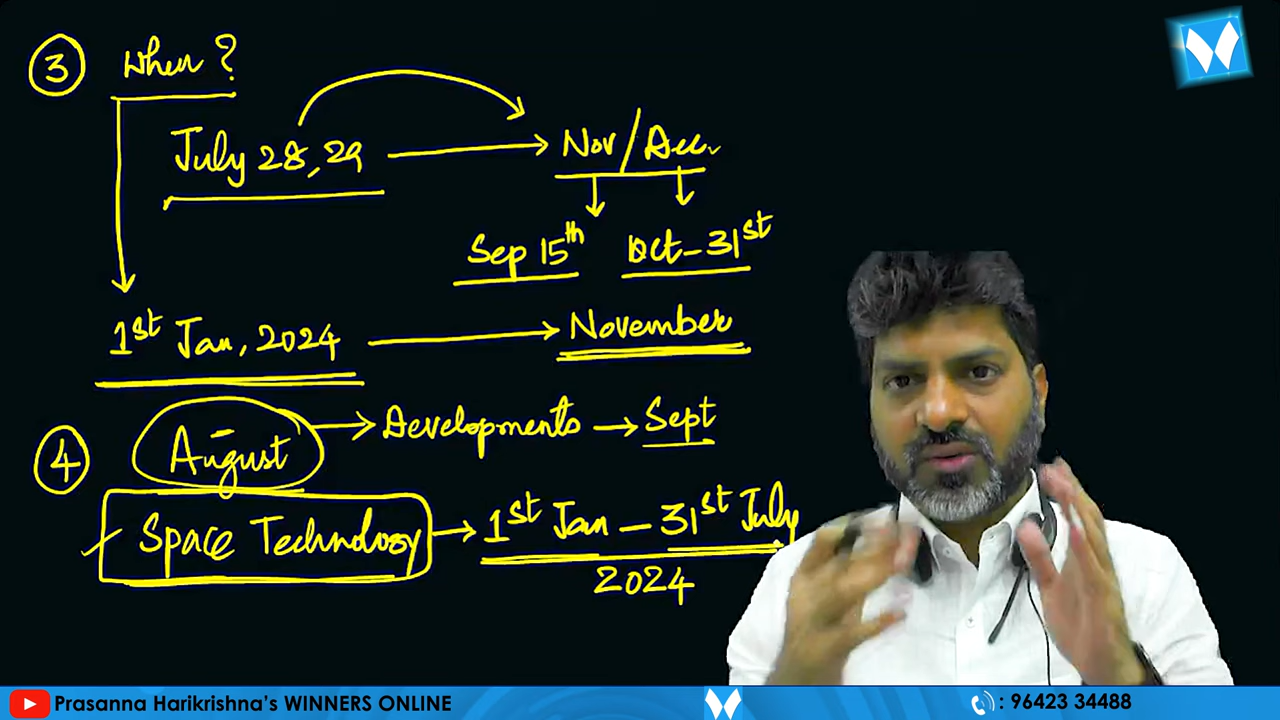 3 When?
July 28, 29 → Nov/Dec.
Sep 15th Oct-31st
1st Jan, 2024 → November
August → Developments → Sept
4
Space Technology → 1st Jan – 31st July
2024
Prasanna Harikrishna's WINNERS ONLINE
: 96423 34488